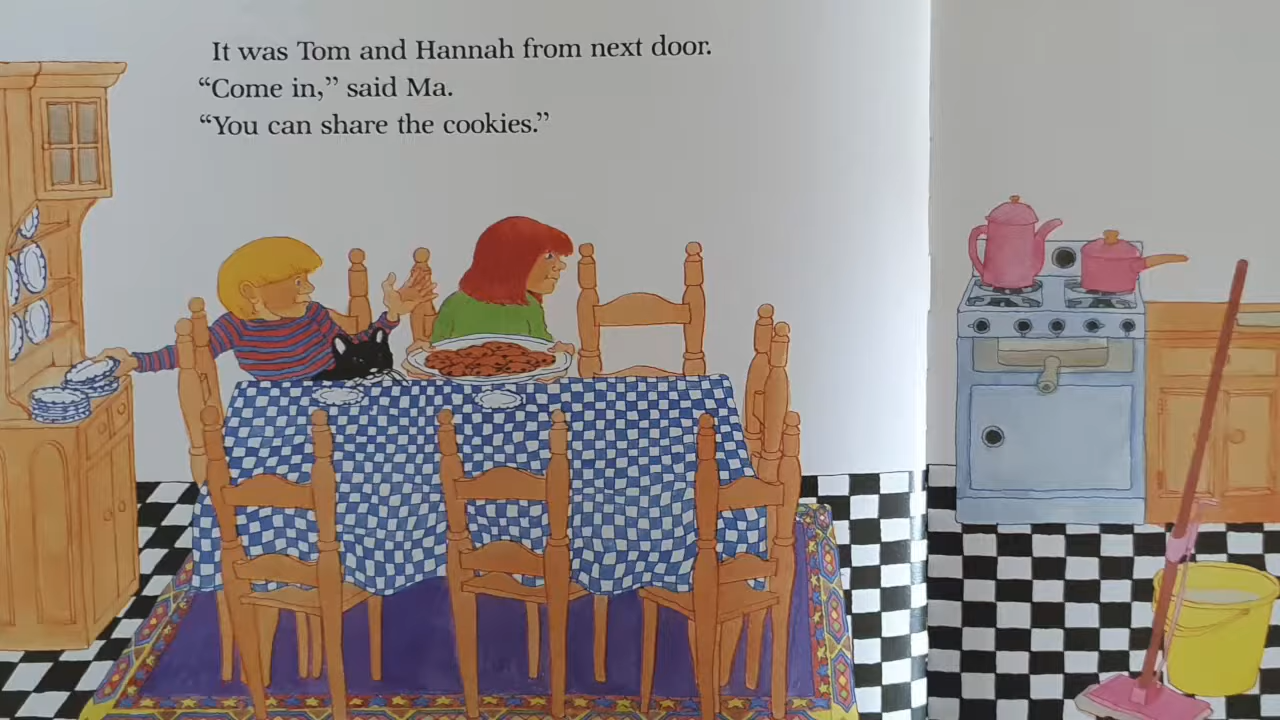 It was Tom and Hannah from next door.
“Come in,” said Ma.
“You can share the cookies.”